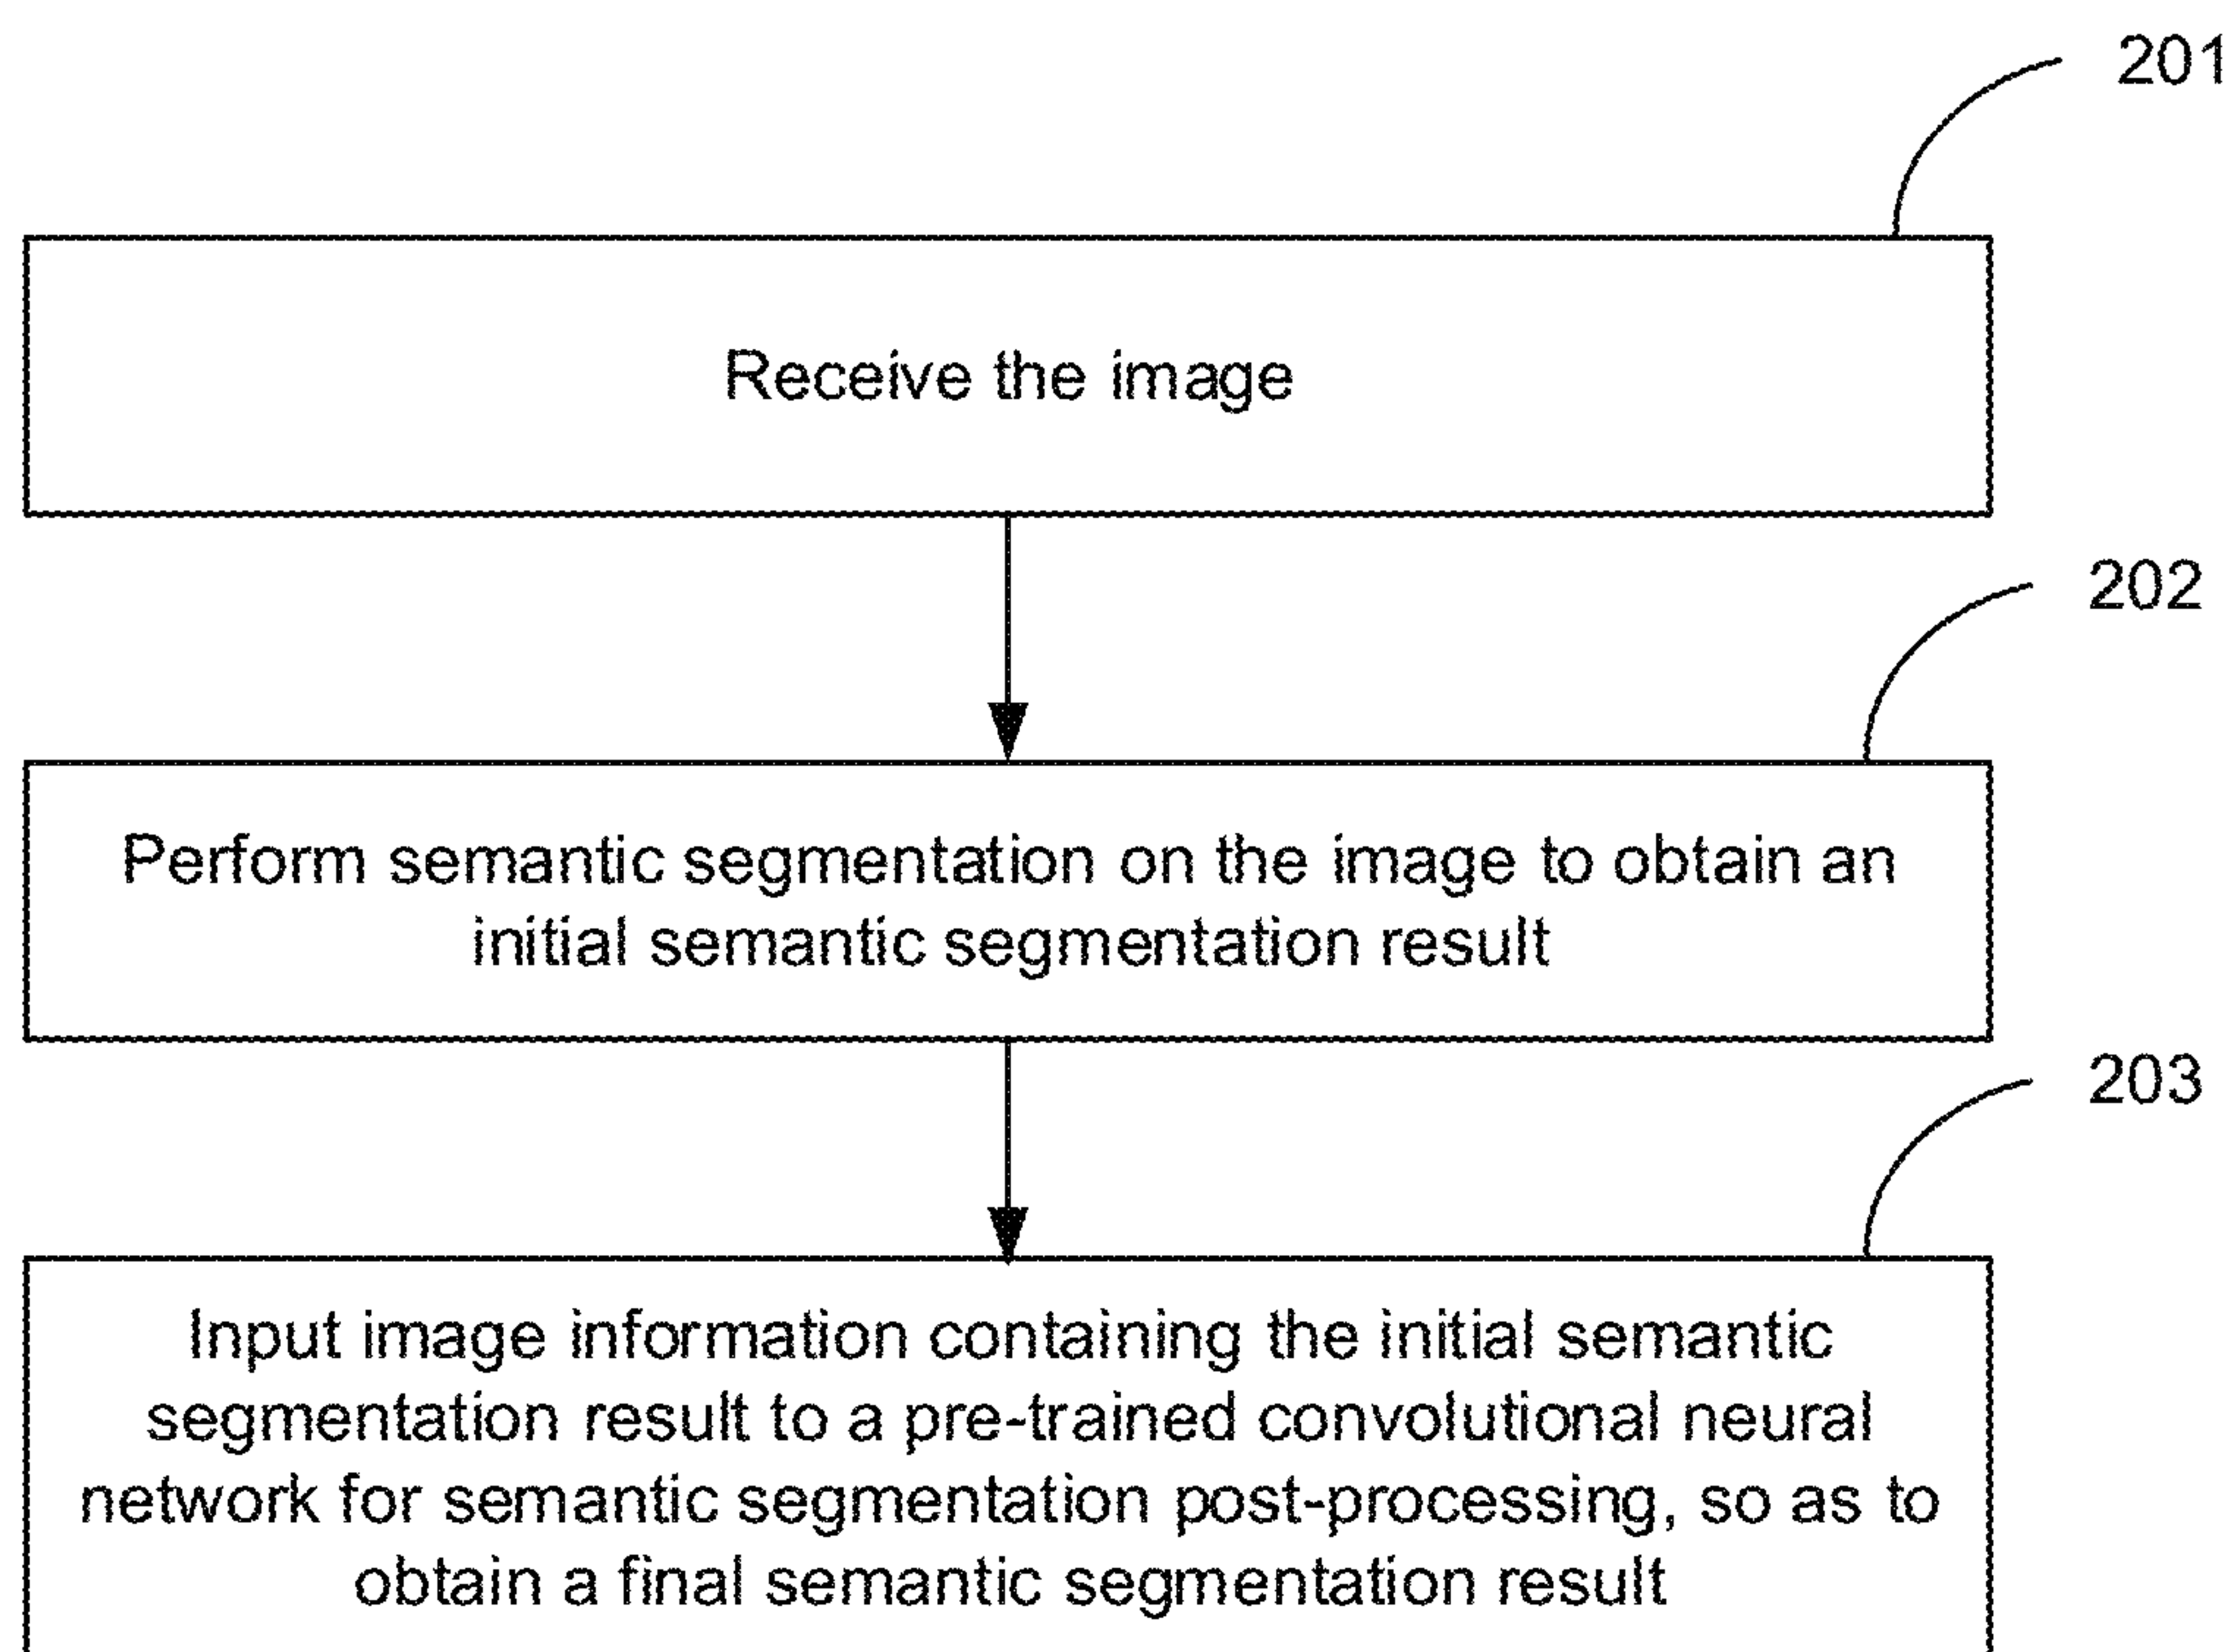 201
Receive the image
202
Perform semantic segmentation on the image to obtain an
initial semantic segmentation result
203
Input image information containing the initial semantic
segmentation result to a pre-trained convolutional neural
network for semantic segmentation post-processing, so as to
obtain a final semantic segmentation result